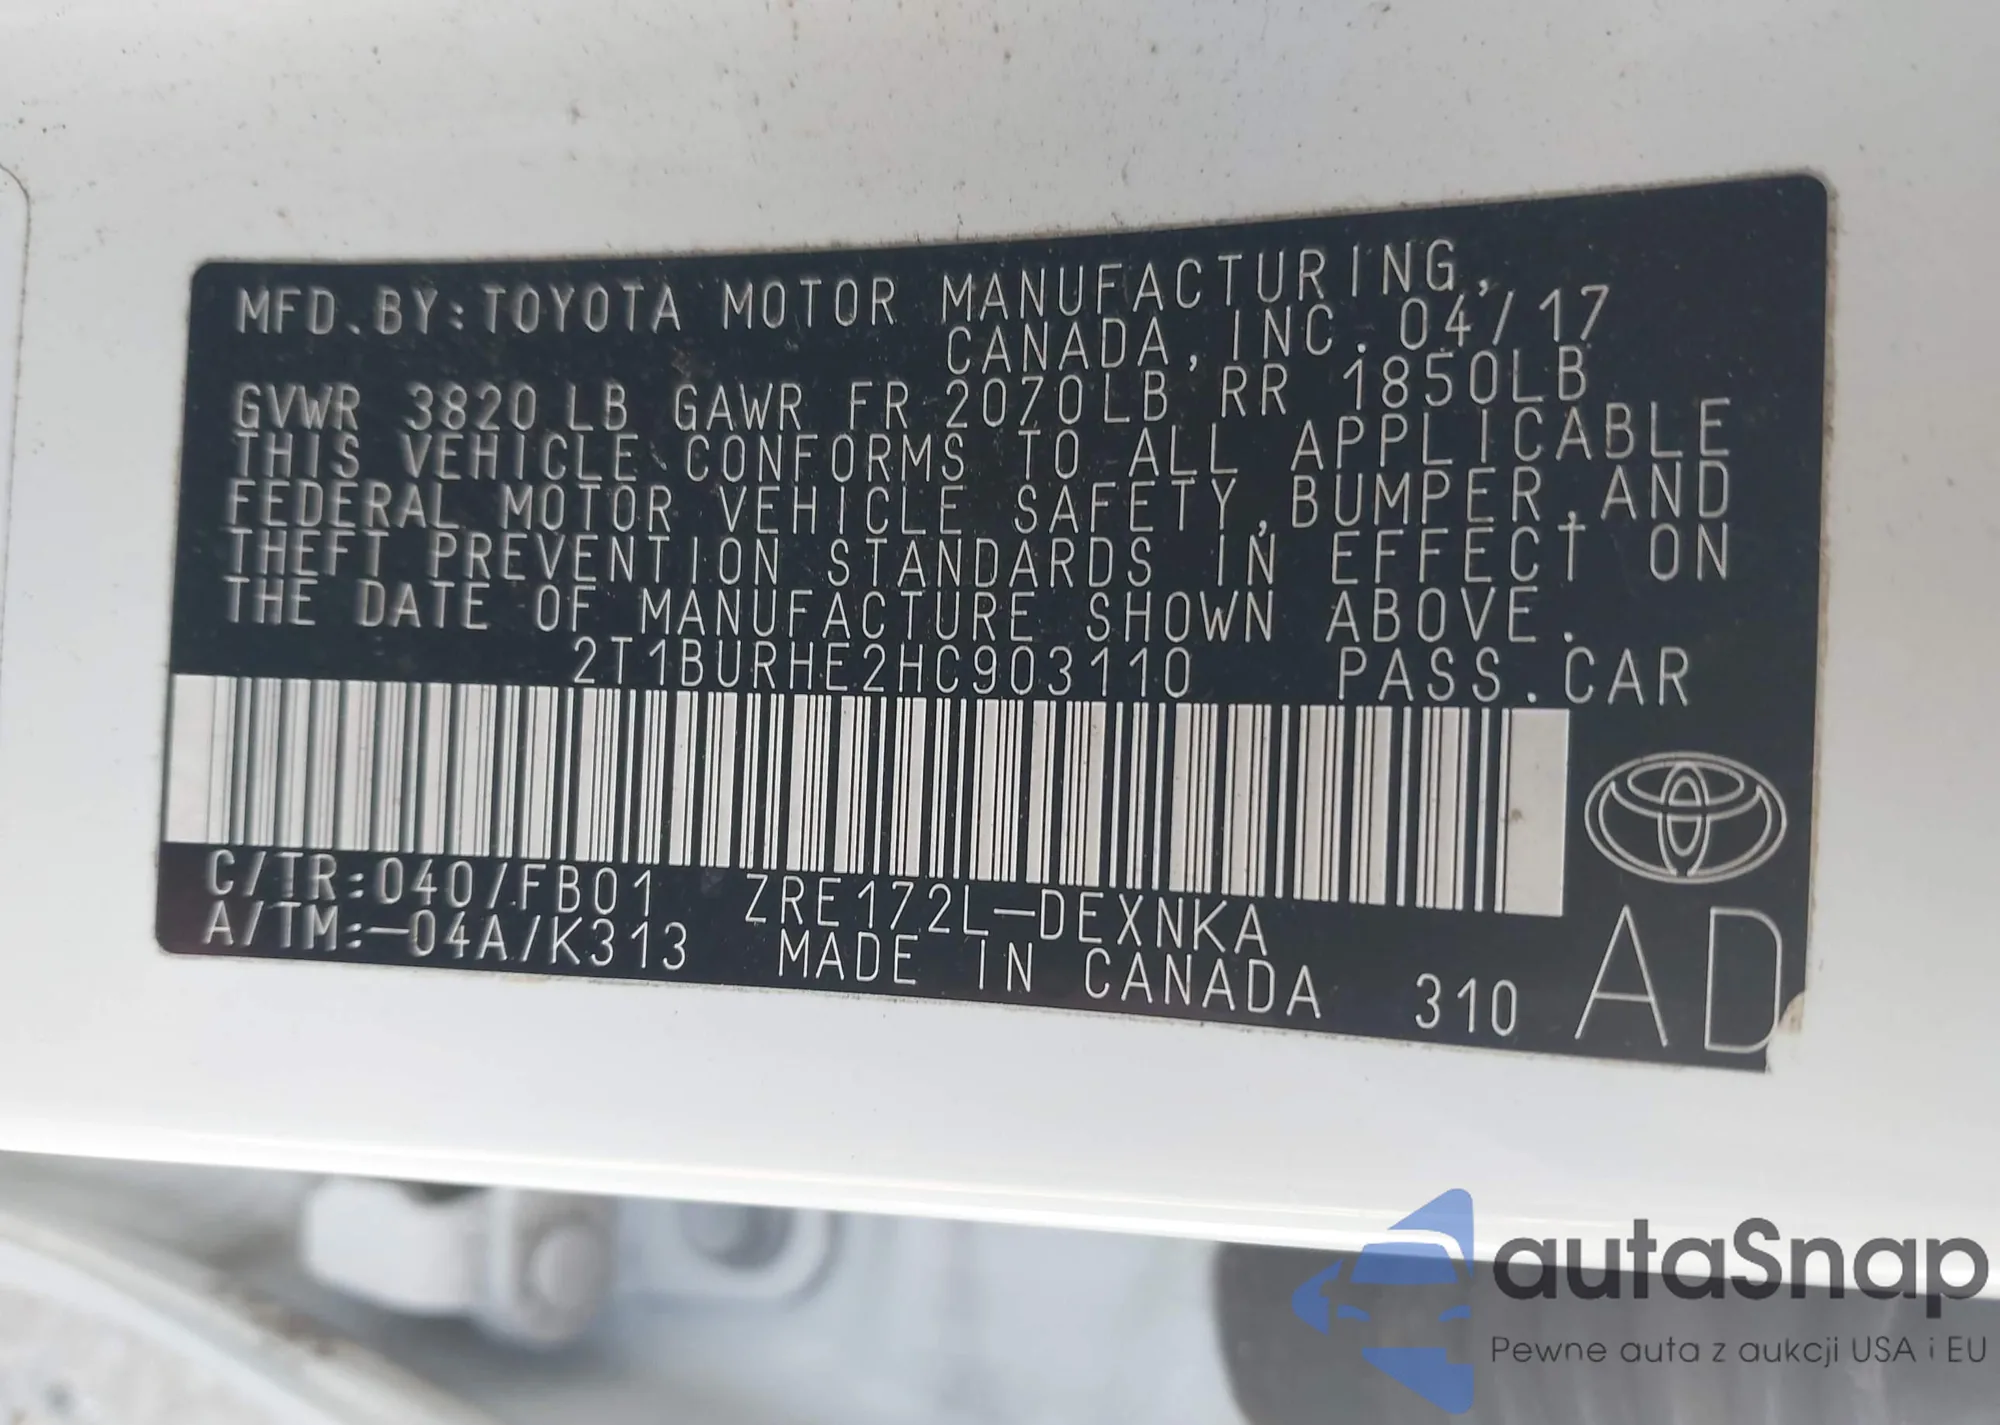 MFD.BY:TOYOTA MOTOR MANUFACTURING,
CANADA,INC. 04/17
GVWR 3820LB GAWR FR 2070LB RR 1850LB
THIS VEHICLE CONFORMS TO ALL APPLICABLE
FEDERAL MOTOR VEHICLE SAFETY,BUMPER,AND
THEFT PREVENTION STANDARDS IN EFFECT ON
THE DATE OF MANUFACTURE SHOWN ABOVE.
2T1BURHE2HC903110 PASS.CAR
C/TR:040/FB01 ZRE172L-DEXNKA
A/TM:-04A/K313 MADE IN CANADA 310 AD
autaSnap
Pewne auta z aukcji USA i EU